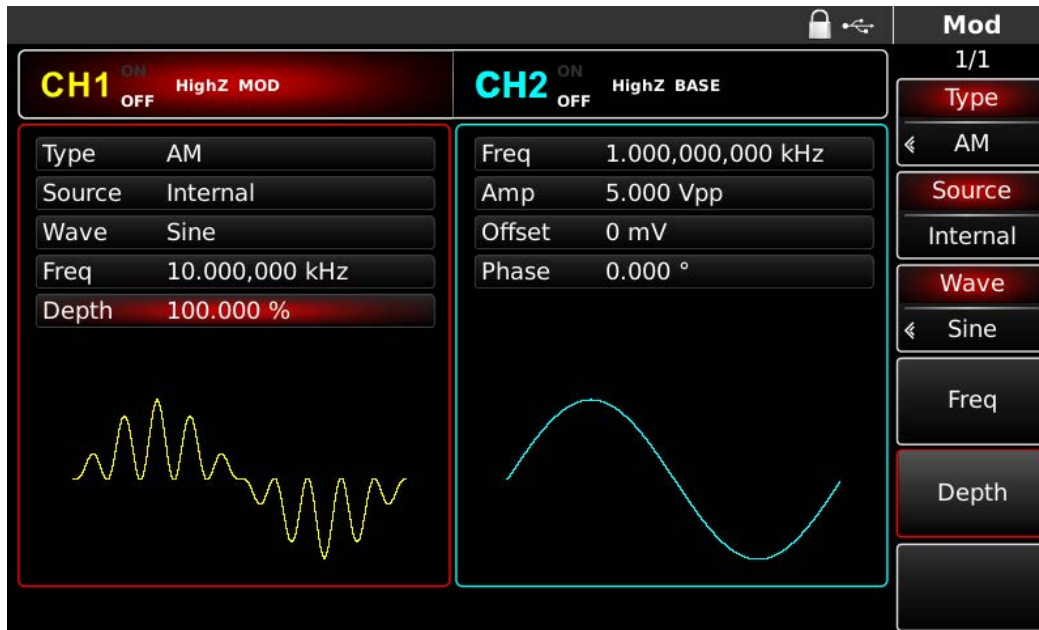 Mod
1/1
CH1 ON OFF HighZ MOD
CH2 ON OFF HighZ BASE
Type AM
Source Internal
Wave Sine
Freq 10.000,000 kHz
Depth 100.000 %
Freq 1.000,000,000 kHz
Amp 5.000 Vpp
Offset 0 mV
Phase 0.000 °
Type
AM
Source
Internal
Wave
Sine
Freq
Depth